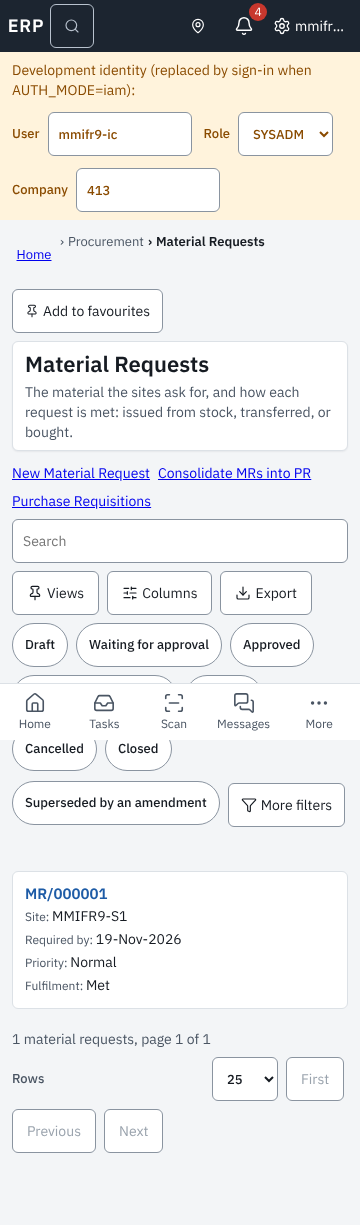 ERP
4
mmifr...
Development identity (replaced by sign-in when
AUTH_MODE=iam):
User mmifr9-ic Role SYSADM
Company 413
Home › Procurement › Material Requests
Add to favourites
Material Requests
The material the sites ask for, and how each
request is met: issued from stock, transferred, or
bought.
New Material Request Consolidate MRs into PR
Purchase Requisitions
Search
Views Columns Export
Draft Waiting for approval Approved
Home Tasks Scan Messages More
Cancelled Closed
Superseded by an amendment More filters
MR/000001
Site: MMIFR9-S1
Required by: 19-Nov-2026
Priority: Normal
Fulfilment: Met
1 material requests, page 1 of 1
Rows 25 First
Previous Next